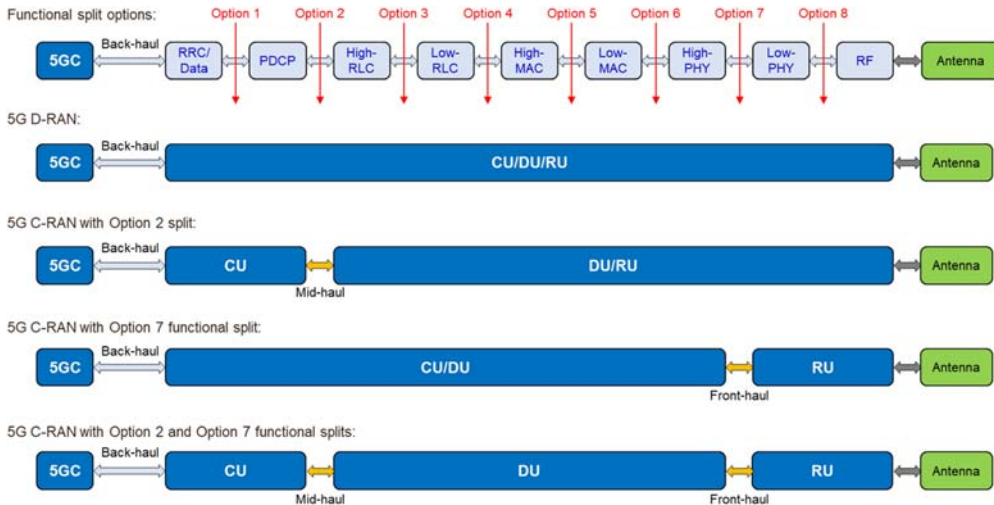 Functional split options:
Option 1
Option 2
Option 3
Option 4
Option 5
Option 6
Option 7
Option 8
5GC
Back-haul
RRC/
Data
PDCP
High-
RLC
Low-
RLC
High-
MAC
Low-
MAC
High-
PHY
Low-
PHY
RF
Antenna
5G D-RAN:
5GC
Back-haul
CU/DU/RU
Antenna
5G C-RAN with Option 2 split:
5GC
Back-haul
CU
Mid-haul
DU/RU
Antenna
5G C-RAN with Option 7 functional split:
5GC
Back-haul
CU/DU
Front-haul
RU
Antenna
5G C-RAN with Option 2 and Option 7 functional splits:
5GC
Back-haul
CU
Mid-haul
DU
Front-haul
RU
Antenna